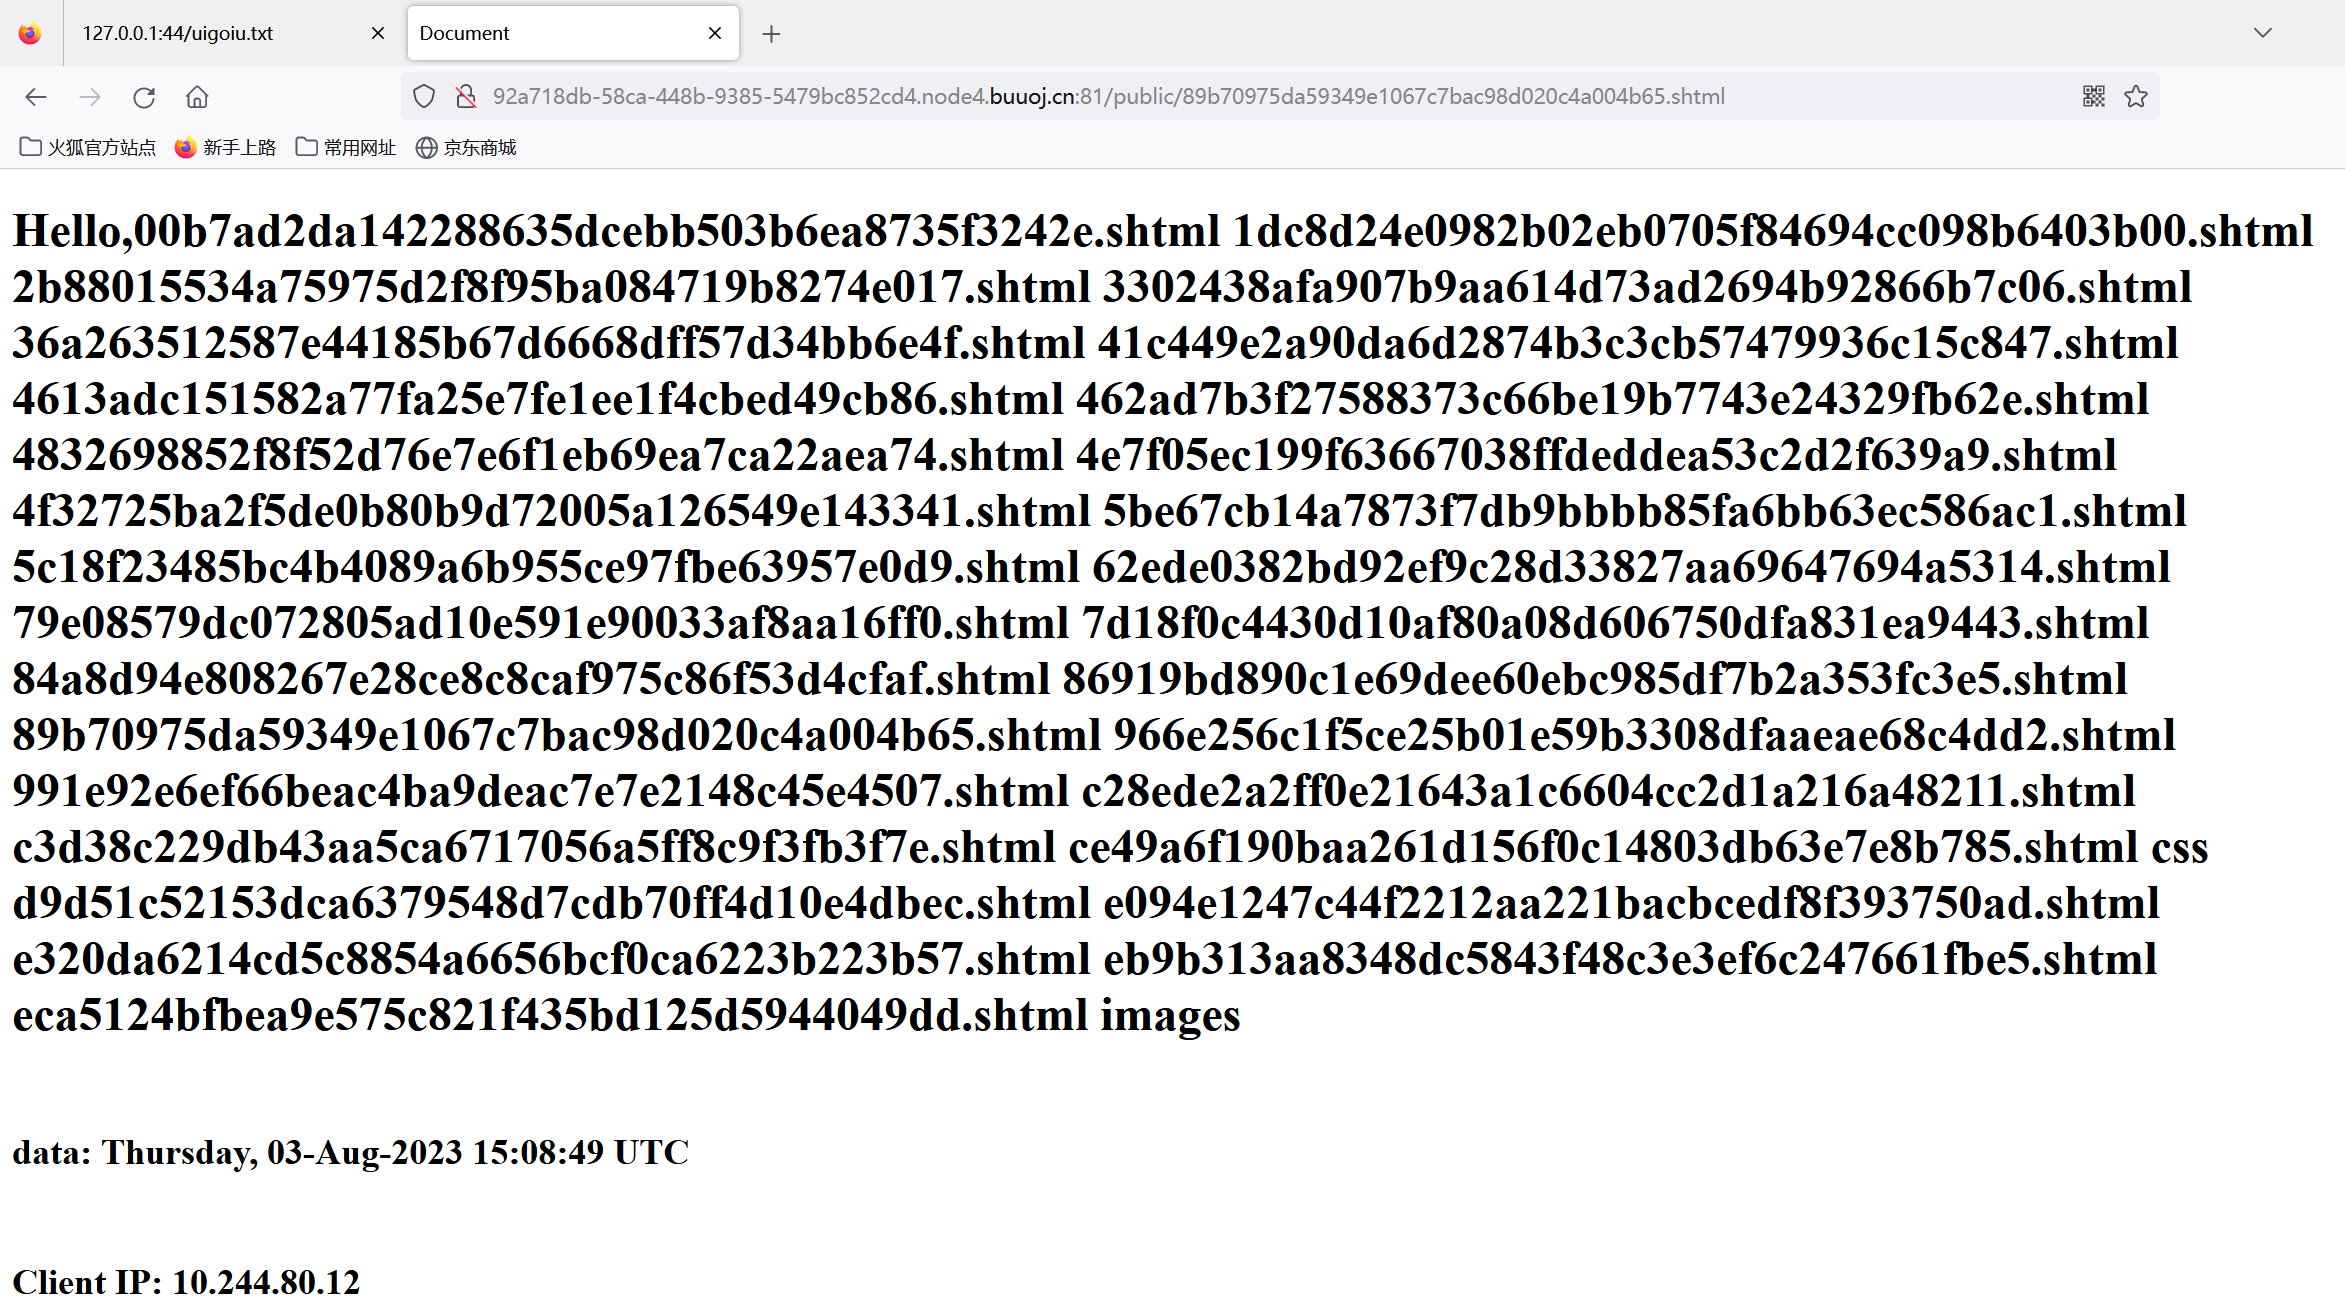 127.0.0.1:44/uigoiu.txt
Document
92a718db-58ca-448b-9385-5479bc852cd4.node4.buuoj.cn:81/public/89b70975da59349e1067c7bac98d020c4a004b65.shtml
火狐官方站点 新手上路 常用网址 京东商城
Hello,00b7ad2da142288635dcebb503b6ea8735f3242e.shtml 1dc8d24e0982b02eb0705f84694cc098b6403b00.shtml
2b88015534a75975d2f8f95ba084719b8274e017.shtml 3302438afa907b9aa614d73ad2694b92866b7c06.shtml
36a263512587e44185b67d6668dff57d34bb6e4f.shtml 41c449e2a90da6d2874b3c3cb57479936c15c847.shtml
4613adc151582a77fa25e7fe1ee1f4cbed49cb86.shtml 462ad7b3f27588373c66be19b7743e24329fb62e.shtml
4832698852f8f52d76e7e6f1eb69ea7ca22aea74.shtml 4e7f05ec199f63667038ffdeddea53c2d2f639a9.shtml
4f32725ba2f5de0b80b9d72005a126549e143341.shtml 5be67cb14a7873f7db9bbbb85fa6bb63ec586ac1.shtml
5c18f23485bc4b4089a6b955ce97fbe63957e0d9.shtml 62ede0382bd92ef9c28d33827aa69647694a5314.shtml
79e08579dc072805ad10e591e90033af8aa16ff0.shtml 7d18f0c4430d10af80a08d606750dfa831ea9443.shtml
84a8d94e808267e28ce8c8caf975c86f53d4cfaf.shtml 86919bd890c1e69dee60ebc985df7b2a353fc3e5.shtml
89b70975da59349e1067c7bac98d020c4a004b65.shtml 966e256c1f5ce25b01e59b3308dfaaeae68c4dd2.shtml
991e92e6ef66beac4ba9deac7e7e2148c45e4507.shtml c28ede2a2ff0e21643a1c6604cc2d1a216a48211.shtml
c3d38c229db43aa5ca6717056a5ff8c9f3fb3f7e.shtml ce49a6f190baa261d156f0c14803db63e7e8b785.shtml css
d9d51c52153dca6379548d7cdb70ff4d10e4dbec.shtml e094e1247c44f2212aa221bacbcedf8f393750ad.shtml
e320da6214cd5c8854a6656bcf0ca6223b223b57.shtml eb9b313aa8348dc5843f48c3e3ef6c247661fbe5.shtml
eca5124bfbea9e575c821f435bd125d5944049dd.shtml images
data: Thursday, 03-Aug-2023 15:08:49 UTC
Client IP: 10.244.80.12